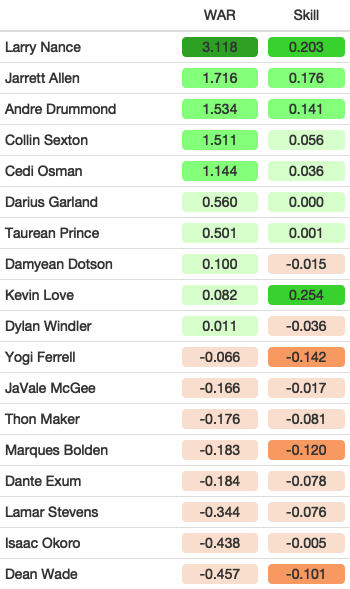 WAR Skill
Larry Nance 3.118 0.203
Jarrett Allen 1.716 0.176
Andre Drummond 1.534 0.141
Collin Sexton 1.511 0.056
Cedi Osman 1.144 0.036
Darius Garland 0.560 0.000
Taurean Prince 0.501 0.001
Damyean Dotson 0.100 -0.015
Kevin Love 0.082 0.254
Dylan Windler 0.011 -0.036
Yogi Ferrell -0.066 -0.142
JaVale McGee -0.166 -0.017
Thon Maker -0.176 -0.081
Marques Bolden -0.183 -0.120
Dante Exum -0.184 -0.078
Lamar Stevens -0.344 -0.076
Isaac Okoro -0.438 -0.005
Dean Wade -0.457 -0.101